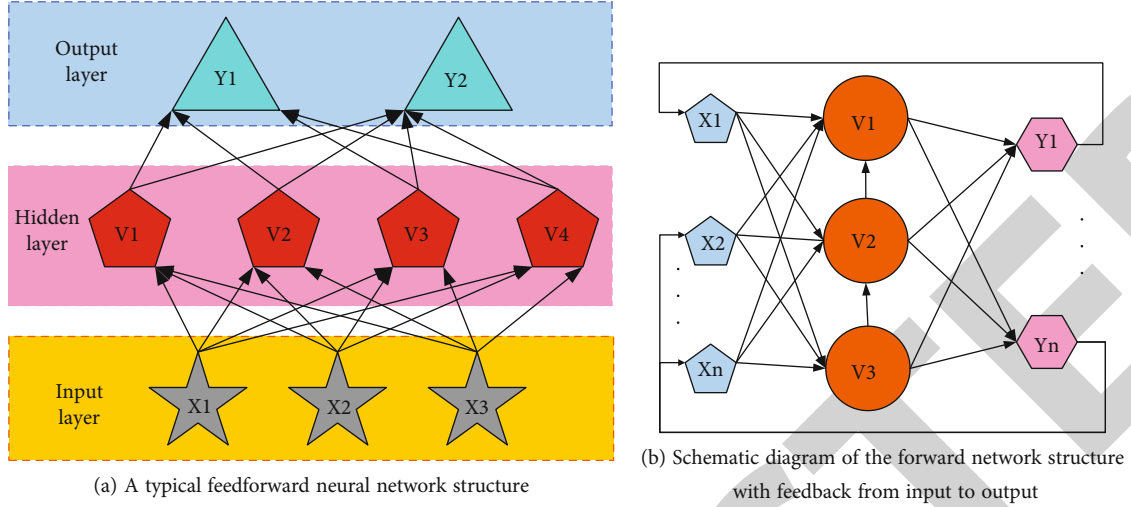 Output
layer
Y1
Y2
Hidden
layer
V1
V2
V3
V4
Input
layer
X1
X2
X3
(a) A typical feedforward neural network structure
X1
V1
Y1
X2
V2
Xn
V3
Yn
(b) Schematic diagram of the forward network structure
with feedback from input to output